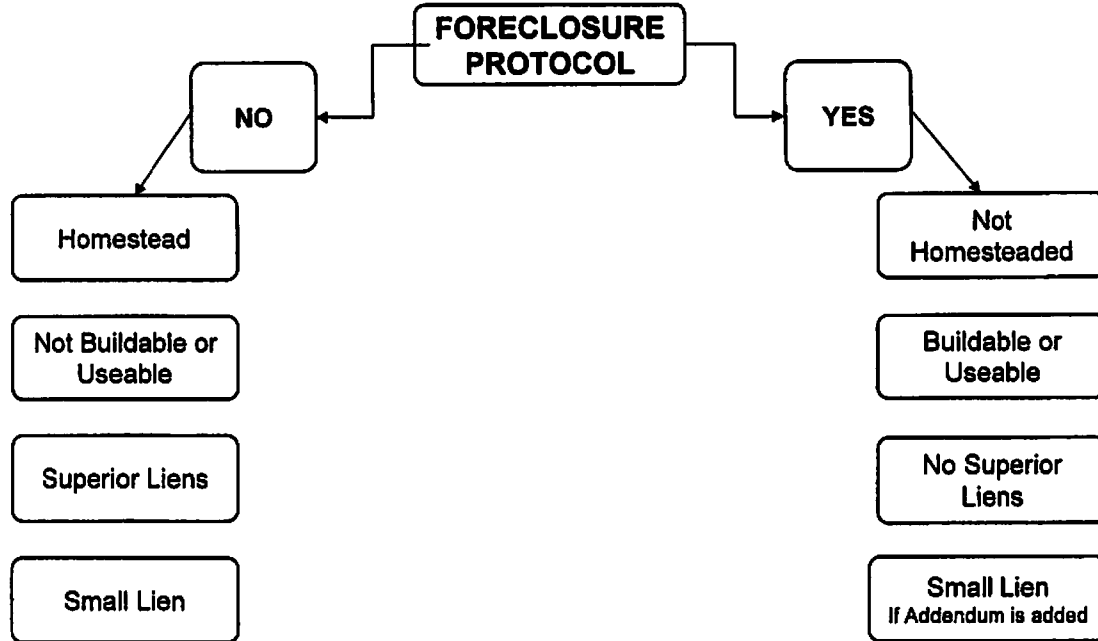 FORECLOSURE
PROTOCOL
NO
YES
Homestead
Not
Homesteaded
Not Buildable or
Useable
Buildable or
Useable
Superior Liens
No Superior
Liens
Small Lien
Small Lien
If Addendum is added